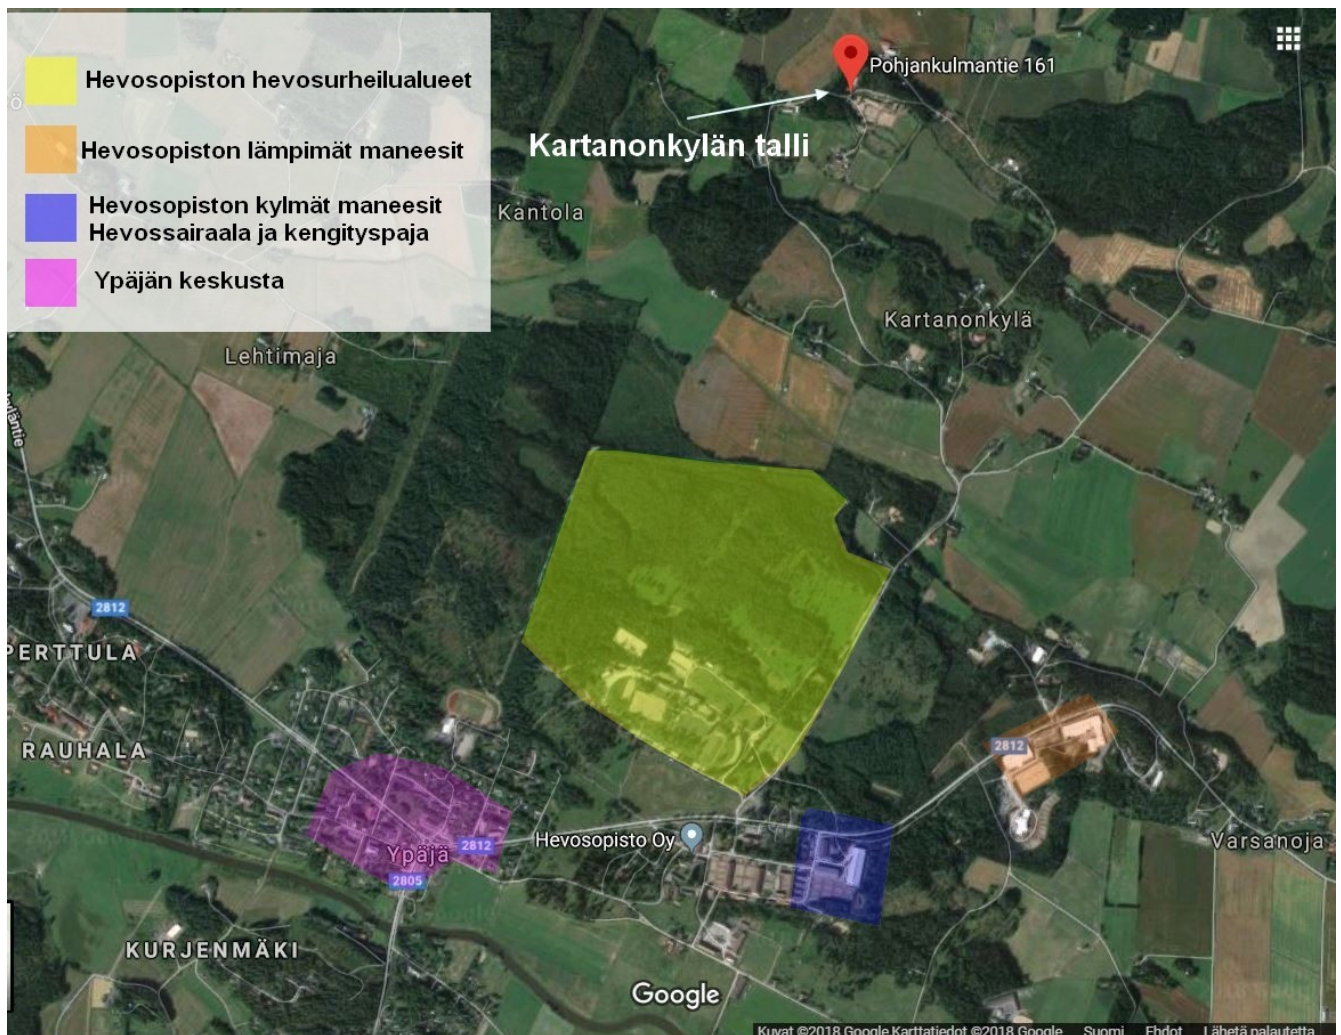 Hevosopiston hevosurheilualueet
Hevosopiston lämpimät maneesit
Hevosopiston kylmät maneesit
Hevossairaala ja kengityspaja
Ypäjän keskusta
Pohjankulmantie 161
Kartanonkylän talli
Kantola
Kartanonkylä
Lehtimaja
2812
PERTTULA
RAUHALA
2812
Hevosopisto Oy
2812
Ypäjä
2805
Varsanoja
KURJENMÄKI
Google
Kuvat ©2018 Google Karttatiedot ©2018 Google Suomi Ehdot Lähetä palautetta